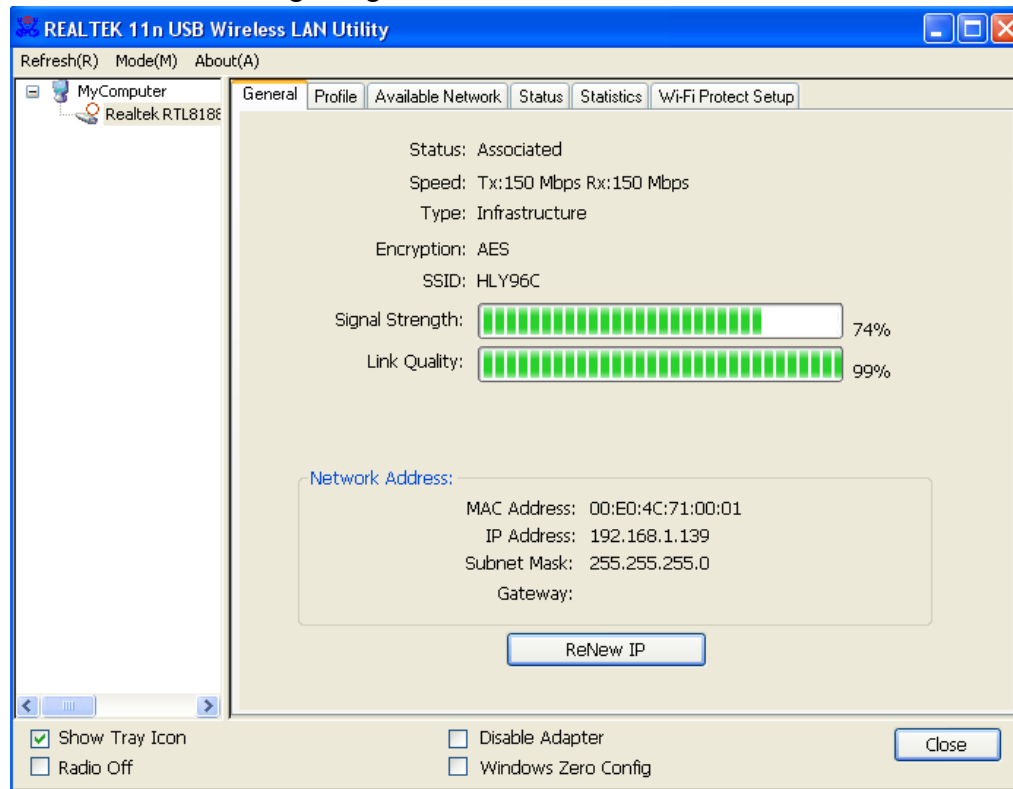 REALTEK 11n USB Wireless LAN Utility
Refresh(R) Mode(M) About(A)
MyComputer
Realtek RTL8188
General Profile Available Network Status Statistics Wi-Fi Protect Setup
Status: Associated
Speed: Tx:150 Mbps Rx:150 Mbps
Type: Infrastructure
Encryption: AES
SSID: HLY96C
Signal Strength: 74%
Link Quality: 99%
Network Address:
MAC Address: 00:E0:4C:71:00:01
IP Address: 192.168.1.139
Subnet Mask: 255.255.255.0
Gateway:
ReNew IP
Show Tray Icon
Disable Adapter
Close
Radio Off
Windows Zero Config